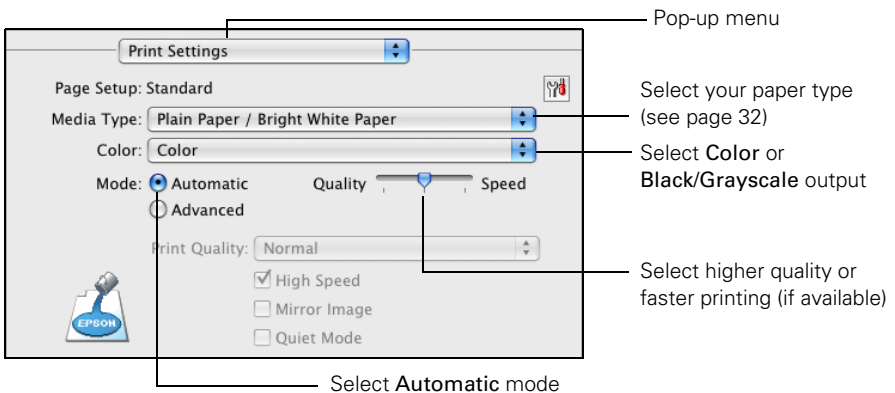 Pop-up menu
Print Settings
Page Setup: Standard
Select your paper type
(see page 32)
Media Type: Plain Paper / Bright White Paper
Color: Color
Select Color or
Black/Grayscale output
Mode: Automatic Quality Speed
Advanced
Print Quality: Normal
High Speed
Select higher quality or
faster printing (if available)
Mirror Image
EPSON
Quiet Mode
Select Automatic mode